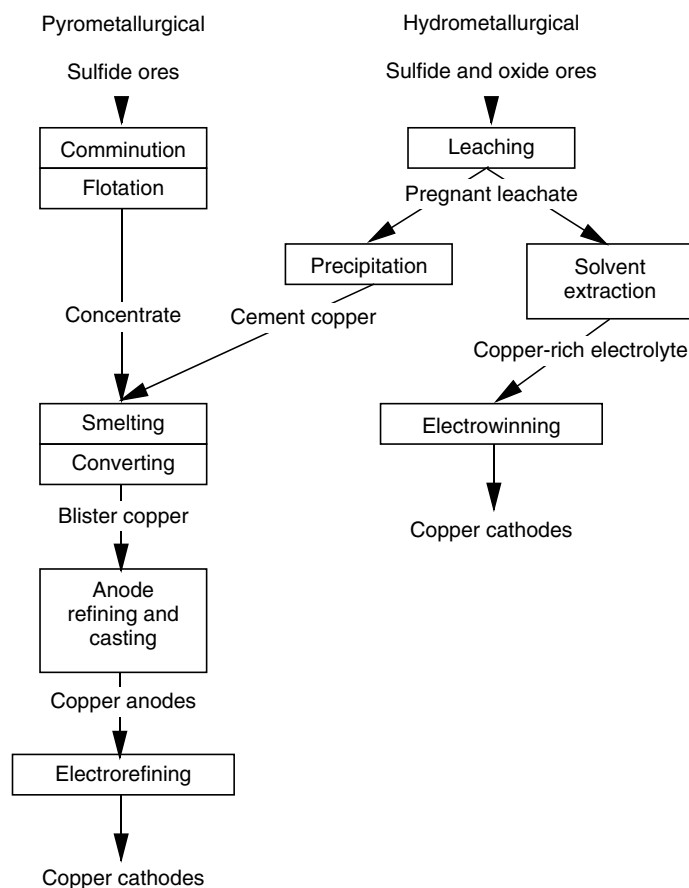 Pyrometallurgical
Hydrometallurgical
Sulfide ores
Sulfide and oxide ores
Comminution
Flotation
Leaching
Pregnant leachate
Precipitation
Solvent
extraction
Concentrate
Cement copper
Copper-rich electrolyte
Smelting
Converting
Electrowinning
Blister copper
Copper cathodes
Anode
refining and
casting
Copper anodes
Electrorefining
Copper cathodes